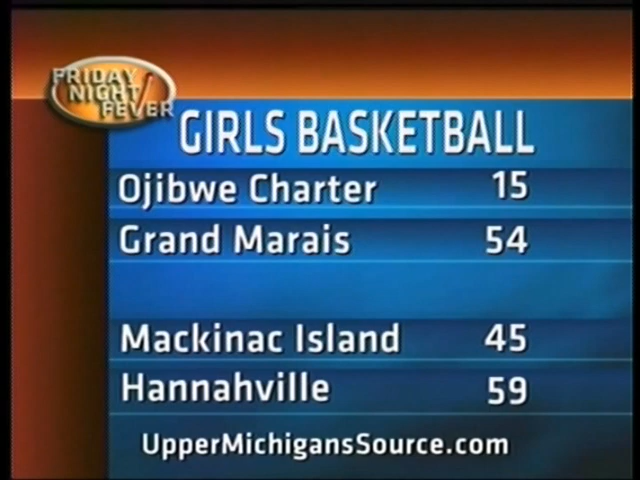 FRIDAY
NIGHT
FEVER
GIRLS BASKETBALL
Ojibwe Charter 15
Grand Marais 54
Mackinac Island 45
Hannahville 59
UpperMichigansSource.com